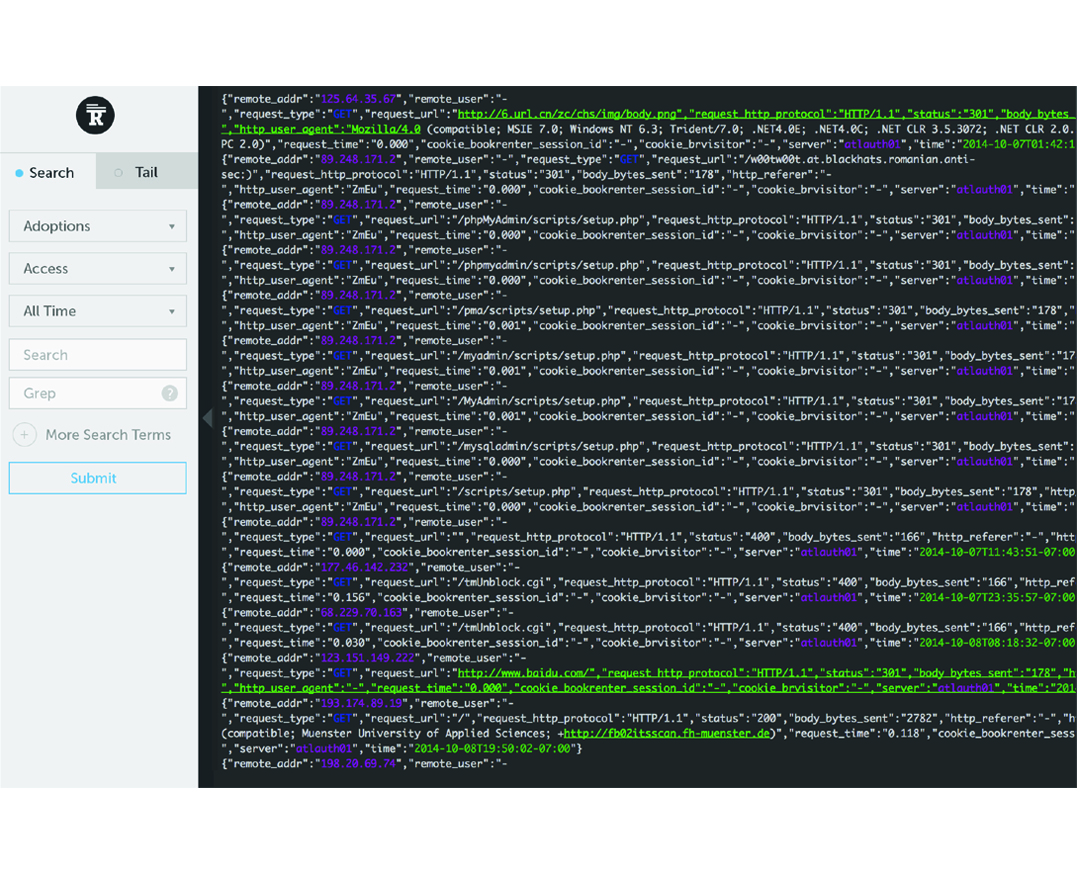 R
Search
Tail
Adoptions
Access
All Time
Search
Grep
?
More Search Terms
Submit
{"remote_addr":"125.64.35.67","remote_user":"-
","request_type":"GET","request_url":"http://6.url.cn/zc/chs/img/body.png","request_http_protocol":"HTTP/1.1","status":"301","body_bytes_
","http_user_agent":"Mozilla/4.0 (compatible; MSIE 7.0; Windows NT 6.3; Trident/7.0; .NET4.0E; .NET4.0C; .NET CLR 3.5.3072; .NET CLR 2.0.
PC 2.0)","request_time":"0.000","cookie_bookrenter_session_id":"-","cookie_brvisitor":"-","server":"atlauth01","time":"2014-10-07T01:42:1
{"remote_addr":"89.248.171.2","remote_user":"-","request_type":"GET","request_url":"/w00tw00t.at.blackhats.romanian.anti-
sec:)","request_http_protocol":"HTTP/1.1","status":"301","body_bytes_sent":"178","http_referer":"-
","http_user_agent":"ZmEu","request_time":"0.000","cookie_bookrenter_session_id":"-","cookie_brvisitor":"-","server":"atlauth01","time":"
{"remote_addr":"89.248.171.2","remote_user":"-
","request_type":"GET","request_url":"/phpMyAdmin/scripts/setup.php","request_http_protocol":"HTTP/1.1","status":"301","body_bytes_sent":
","http_user_agent":"ZmEu","request_time":"0.000","cookie_bookrenter_session_id":"-","cookie_brvisitor":"-","server":"atlauth01","time":"
{"remote_addr":"89.248.171.2","remote_user":"-
","request_type":"GET","request_url":"/phpmyadmin/scripts/setup.php","request_http_protocol":"HTTP/1.1","status":"301","body_bytes_sent":
","http_user_agent":"ZmEu","request_time":"0.000","cookie_bookrenter_session_id":"-","cookie_brvisitor":"-","server":"atlauth01","time":"
{"remote_addr":"89.248.171.2","remote_user":"-
","request_type":"GET","request_url":"/pma/scripts/setup.php","request_http_protocol":"HTTP/1.1","status":"301","body_bytes_sent":"178","
","http_user_agent":"ZmEu","request_time":"0.001","cookie_bookrenter_session_id":"-","cookie_brvisitor":"-","server":"atlauth01","time":"
{"remote_addr":"89.248.171.2","remote_user":"-
","request_type":"GET","request_url":"/myadmin/scripts/setup.php","request_http_protocol":"HTTP/1.1","status":"301","body_bytes_sent":"17
","http_user_agent":"ZmEu","request_time":"0.001","cookie_bookrenter_session_id":"-","cookie_brvisitor":"-","server":"atlauth01","time":"
{"remote_addr":"89.248.171.2","remote_user":"-
","request_type":"GET","request_url":"/MyAdmin/scripts/setup.php","request_http_protocol":"HTTP/1.1","status":"301","body_bytes_sent":"17
","http_user_agent":"ZmEu","request_time":"0.001","cookie_bookrenter_session_id":"-","cookie_brvisitor":"-","server":"atlauth01","time":"
{"remote_addr":"89.248.171.2","remote_user":"-
","request_type":"GET","request_url":"/mysqladmin/scripts/setup.php","request_http_protocol":"HTTP/1.1","status":"301","body_bytes_sent":
","http_user_agent":"ZmEu","request_time":"0.000","cookie_bookrenter_session_id":"-","cookie_brvisitor":"-","server":"atlauth01","time":"
{"remote_addr":"89.248.171.2","remote_user":"-
","request_type":"GET","request_url":"/scripts/setup.php","request_http_protocol":"HTTP/1.1","status":"301","body_bytes_sent":"178","http
","http_user_agent":"ZmEu","request_time":"0.000","cookie_bookrenter_session_id":"-","cookie_brvisitor":"-","server":"atlauth01","time":"
{"remote_addr":"89.248.171.2","remote_user":"-
","request_type":"GET","request_url":"","request_http_protocol":"HTTP/1.1","status":"400","body_bytes_sent":"166","http_referer":"-","htt
","request_time":"0.000","cookie_bookrenter_session_id":"-","cookie_brvisitor":"-","server":"atlauth01","time":"2014-10-07T11:43:51-07:00
{"remote_addr":"177.46.142.232","remote_user":"-
","request_type":"GET","request_url":"/tmUnblock.cgi","request_http_protocol":"HTTP/1.1","status":"400","body_bytes_sent":"166","http_ref
","request_time":"0.156","cookie_bookrenter_session_id":"-","cookie_brvisitor":"-","server":"atlauth01","time":"2014-10-07T23:35:57-07:00
{"remote_addr":"68.229.70.163","remote_user":"-
","request_type":"GET","request_url":"/tmUnblock.cgi","request_http_protocol":"HTTP/1.1","status":"400","body_bytes_sent":"166","http_ref
","request_time":"0.030","cookie_bookrenter_session_id":"-","cookie_brvisitor":"-","server":"atlauth01","time":"2014-10-08T08:18:32-07:00
{"remote_addr":"123.151.149.222","remote_user":"-
","request_type":"GET","request_url":"http://www.baidu.com/","request_http_protocol":"HTTP/1.1","status":"301","body_bytes_sent":"178","h
","http_user_agent":"-","request_time":"0.000","cookie_bookrenter_session_id":"-","cookie_brvisitor":"-","server":"atlauth01","time":"201
{"remote_addr":"193.174.89.19","remote_user":"-
","request_type":"GET","request_url":"/","request_http_protocol":"HTTP/1.1","status":"200","body_bytes_sent":"2782","http_referer":"-","h
(compatible; Muenster University of Applied Sciences; +http://fb02itsscan.fh-muenster.de)","request_time":"0.118","cookie_bookrenter_sess
","server":"atlauth01","time":"2014-10-08T19:50:02-07:00"}
{"remote_addr":"198.20.69.74","remote_user":"-